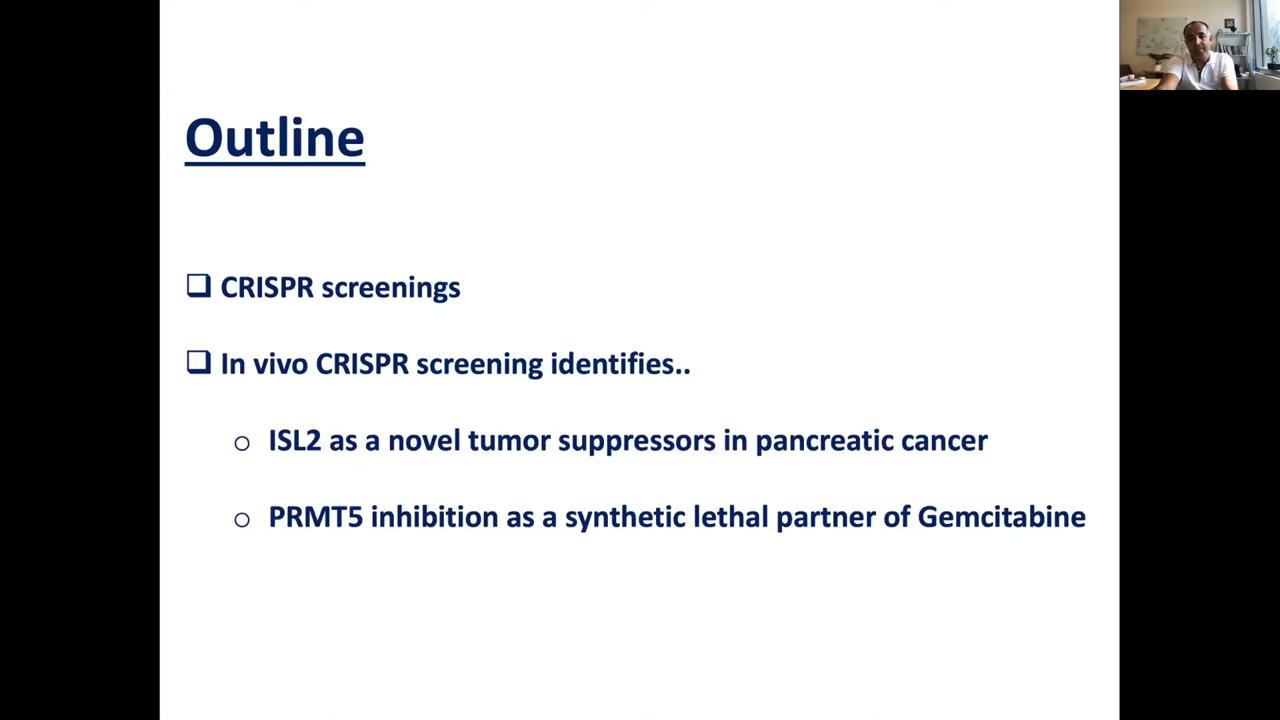 Outline
CRISPR screenings
In vivo CRISPR screening identifies..
ISL2 as a novel tumor suppressors in pancreatic cancer
PRMT5 inhibition as a synthetic lethal partner of Gemcitabine